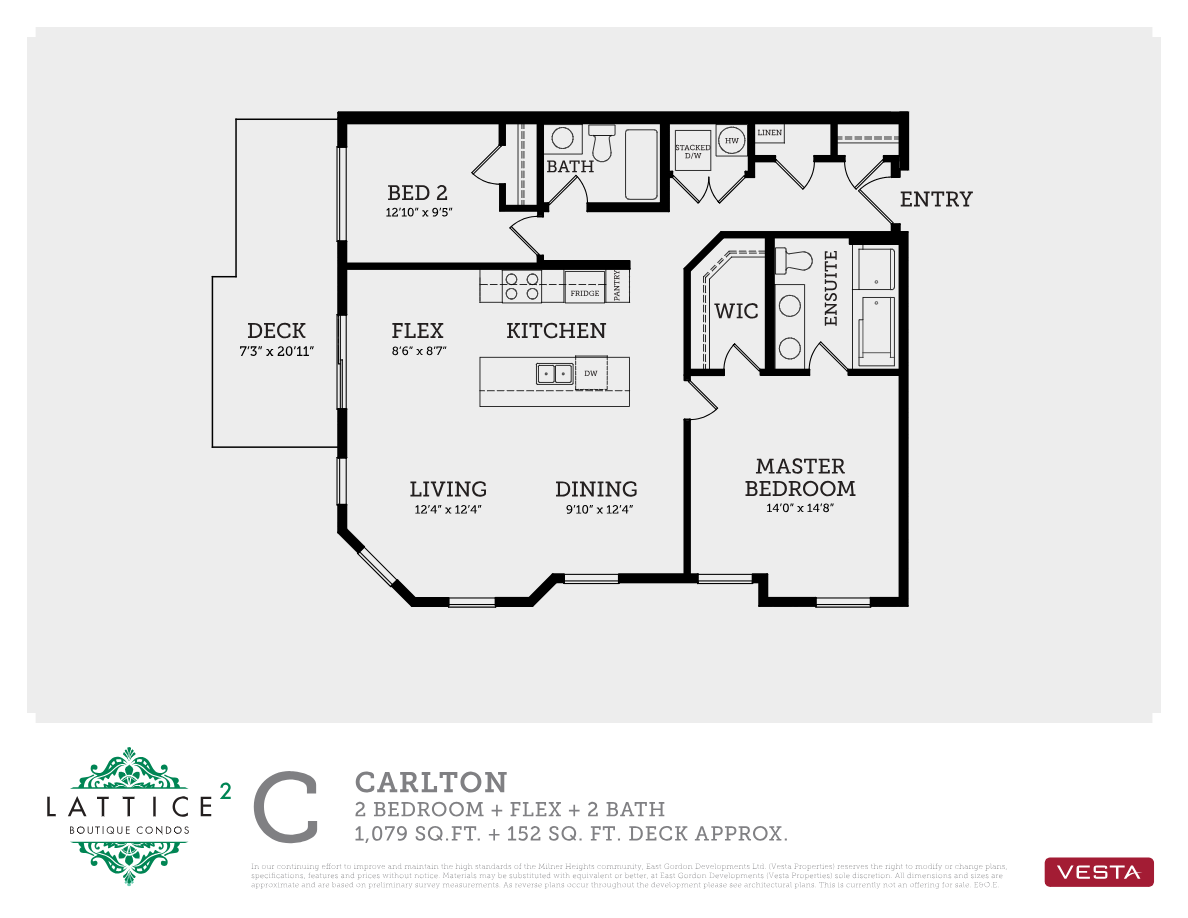 BED 2
12'10" x 9'5"
BATH
STACKED
D/W
HW
LINEN
ENTRY
DECK
7'3" x 20'11"
FLEX
8'6" x 8'7"
KITCHEN
FRIDGE
PANTRY
DW
WIC
ENSUITE
LIVING
12'4" x 12'4"
DINING
9'10" x 12'4"
MASTER
BEDROOM
14'0" x 14'8"
LATTICE 2
BOUTIQUE CONDOS
C
CARLTON
2 BEDROOM + FLEX + 2 BATH
1,079 SQ.FT. + 152 SQ. FT. DECK APPROX.
In our continuing effort to improve and maintain the high standards of the Milner Heights community, East Gordon Developments Ltd. (Vesta Properties) reserves the right to modify or change plans,
specifications, features and prices without notice. Materials may be substituted with equivalent or better, at East Gordon Developments (Vesta Properties) sole discretion. All dimensions and sizes are
approximate and are based on preliminary survey measurements. As reverse plans occur throughout the development please see architectural plans. This is currently not an offering for sale. E&O.E.
VESTA